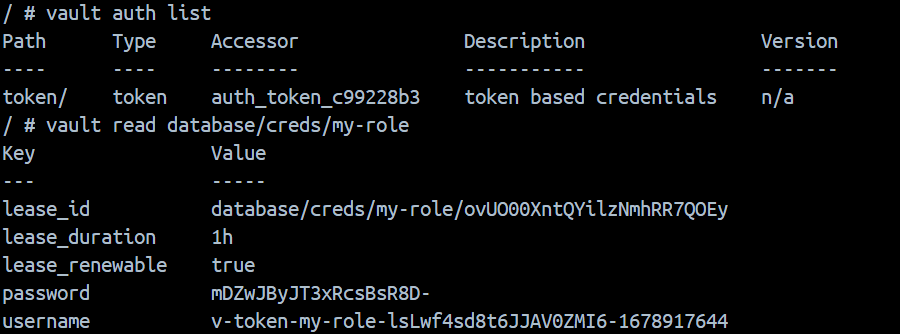 / # vault auth list
Path      Type     Accessor              Description                Version
----      ----     --------              -----------                -------
token/    token    auth_token_c99228b3   token based credentials    n/a
/ # vault read database/creds/my-role
Key                Value
---                -----
lease_id           database/creds/my-role/ovUO00XntQYilzNmhRR7QOEy
lease_duration     1h
lease_renewable    true
password           mDZwJByJT3xRcsBsR8D-
username           v-token-my-role-lsLwf4sd8t6JJAV0ZMI6-1678917644